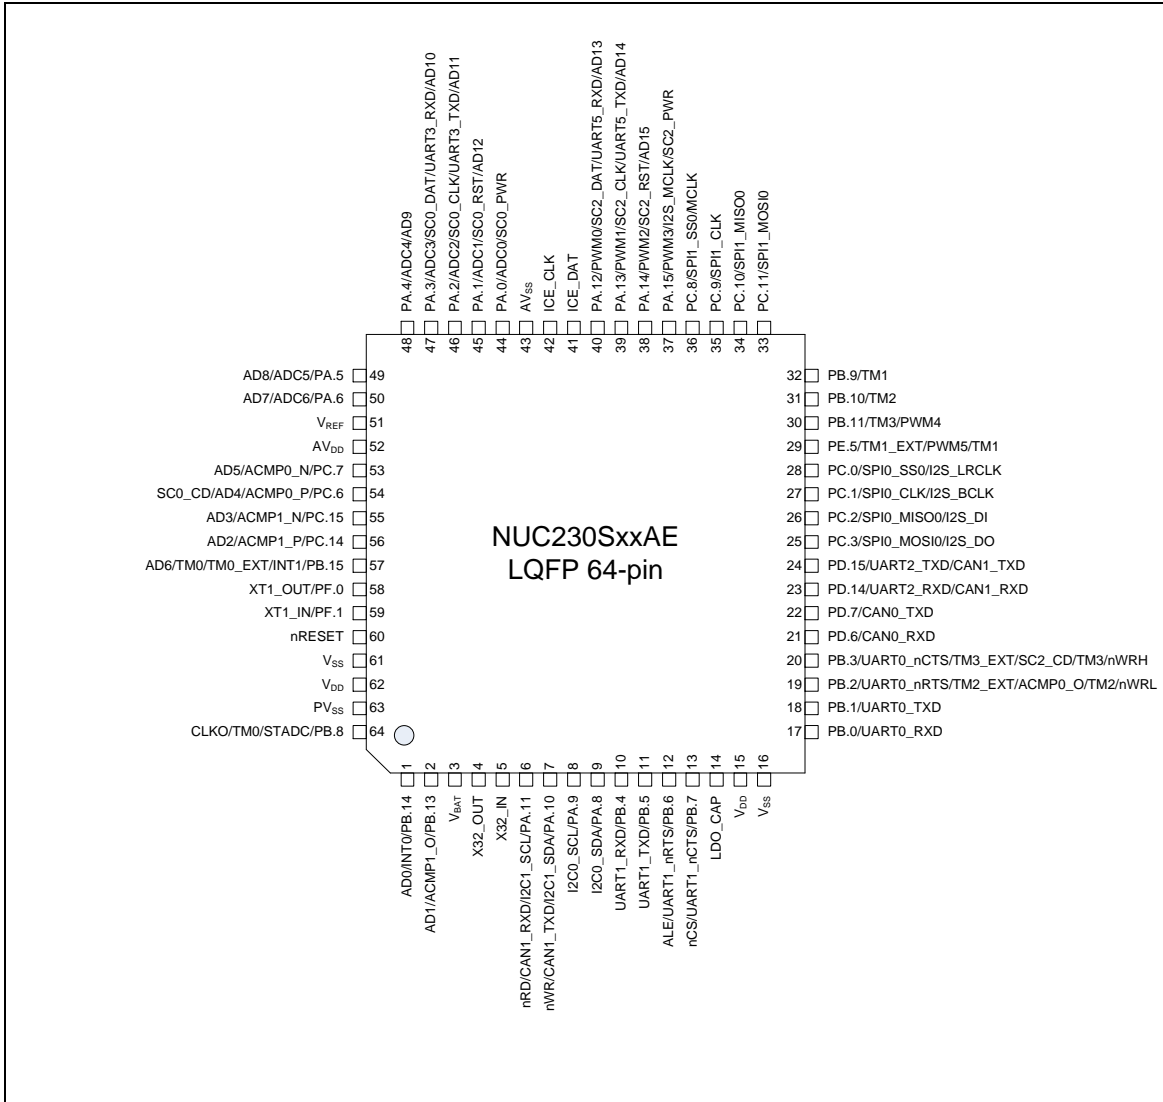 PA.4/ADC4/AD9
PA.3/ADC3/SC0_DAT/UART3_RXD/AD10
PA.2/ADC2/SC0_CLK/UART3_TXD/AD11
PA.1/ADC1/SC0_RST/AD12
PA.0/ADC0/SC0_PWR
AVSS
ICE_CLK
ICE_DAT
PA.12/PWM0/SC2_DAT/UART5_RXD/AD13
PA.13/PWM1/SC2_CLK/UART5_TXD/AD14
PA.14/PWM2/SC2_RST/AD15
PA.15/PWM3/I2S_MCLK/SC2_PWR
PC.8/SPI1_SS0/MCLK
PC.9/SPI1_CLK
PC.10/SPI1_MISO0
PC.11/SPI1_MOSI0
48 47 46 45 44 43 42 41 40 39 38 37 36 35 34 33
AD8/ADC5/PA.5 49
AD7/ADC6/PA.6 50
VREF 51
AVDD 52
AD5/ACMP0_N/PC.7 53
SC0_CD/AD4/ACMP0_P/PC.6 54
AD3/ACMP1_N/PC.15 55
AD2/ACMP1_P/PC.14 56
AD6/TM0/TM0_EXT/INT1/PB.15 57
XT1_OUT/PF.0 58
XT1_IN/PF.1 59
nRESET 60
VSS 61
VDD 62
PVSS 63
CLKO/TM0/STADC/PB.8 64
NUC230SxxAE
LQFP 64-pin
32 PB.9/TM1
31 PB.10/TM2
30 PB.11/TM3/PWM4
29 PE.5/TM1_EXT/PWM5/TM1
28 PC.0/SPI0_SS0/I2S_LRCLK
27 PC.1/SPI0_CLK/I2S_BCLK
26 PC.2/SPI0_MISO0/I2S_DI
25 PC.3/SPI0_MOSI0/I2S_DO
24 PD.15/UART2_TXD/CAN1_TXD
23 PD.14/UART2_RXD/CAN1_RXD
22 PD.7/CAN0_TXD
21 PD.6/CAN0_RXD
20 PB.3/UART0_nCTS/TM3_EXT/SC2_CD/TM3/nWRH
19 PB.2/UART0_nRTS/TM2_EXT/ACMP0_O/TM2/nWRL
18 PB.1/UART0_TXD
17 PB.0/UART0_RXD
1 2 3 4 5 6 7 8 9 10 11 12 13 14 15 16
AD0/INT0/PB.14
AD1/ACMP1_O/PB.13
VBAT
X32_OUT
X32_IN
nRD/CAN1_RXD/I2C1_SCL/PA.11
nWR/CAN1_TXD/I2C1_SDA/PA.10
I2C0_SCL/PA.9
I2C0_SDA/PA.8
UART1_RXD/PB.4
UART1_TXD/PB.5
ALE/UART1_nRTS/PB.6
nCS/UART1_nCTS/PB.7
LDO_CAP
VDD
VSS